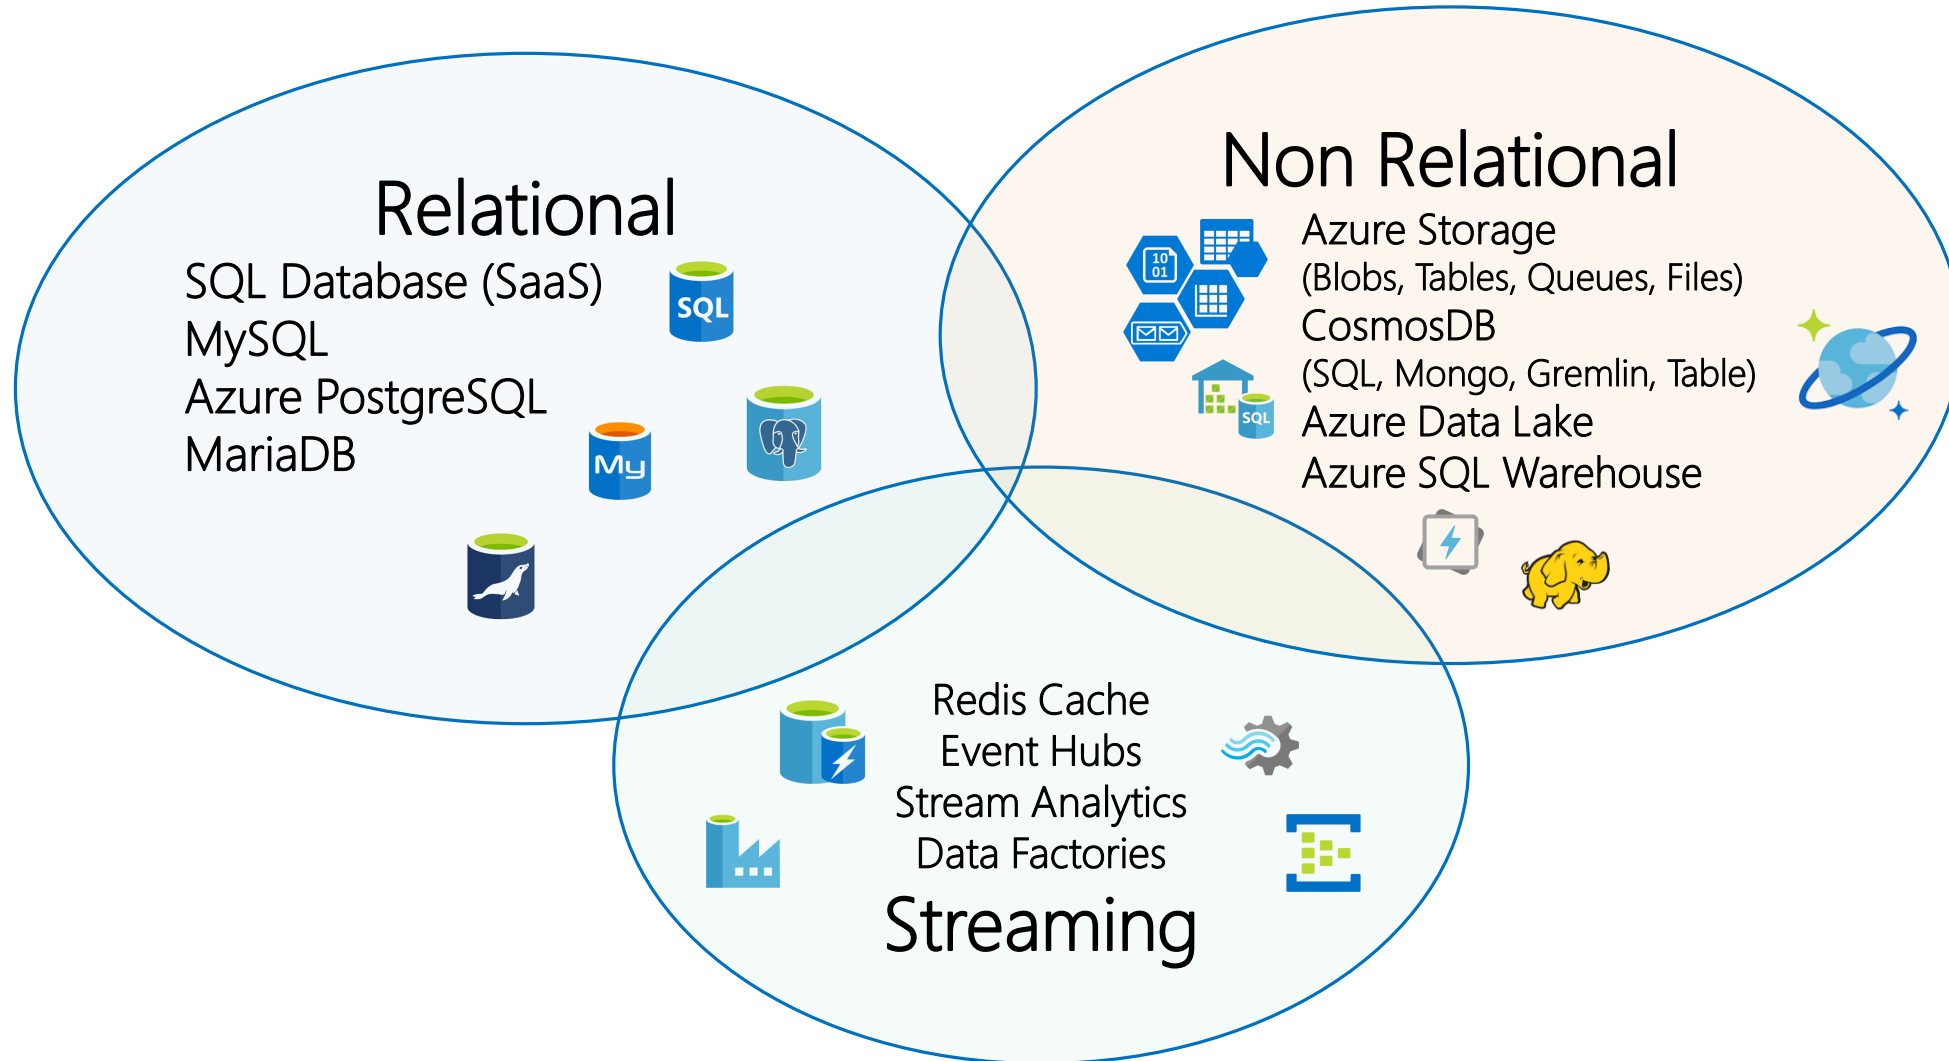 Relational
SQL Database (SaaS)
MySQL
Azure PostgreSQL
MariaDB
SQL
My
Non Relational
Azure Storage
(Blobs, Tables, Queues, Files)
CosmosDB
(SQL, Mongo, Gremlin, Table)
Azure Data Lake
Azure SQL Warehouse
10
01
SQL
Redis Cache
Event Hubs
Stream Analytics
Data Factories
Streaming